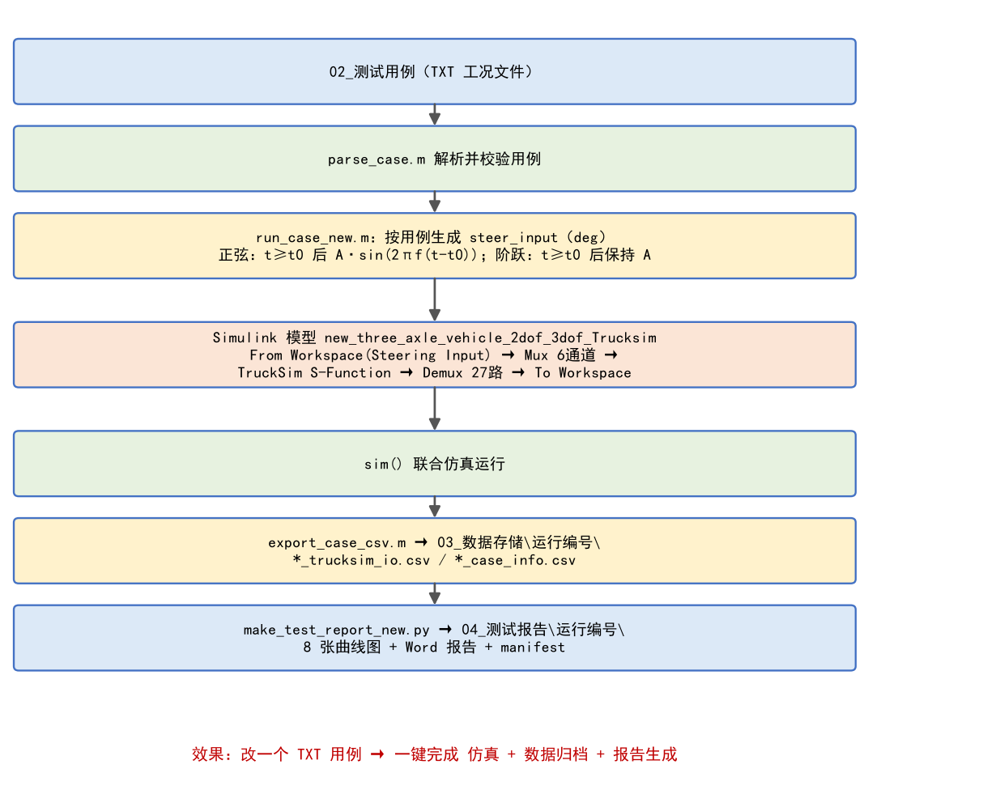 02_测试用例（TXT 工况文件）
parse_case.m 解析并校验用例
run_case_new.m：按用例生成 steer_input（deg）
正弦：t≥t0 后 A·sin(2πf(t-t0))；阶跃：t≥t0 后保持 A
Simulink 模型 new_three_axle_vehicle_2dof_3dof_Trucksim
From Workspace(Steering Input) → Mux 6通道 →
TruckSim S-Function → Demux 27路 → To Workspace
sim() 联合仿真运行
export_case_csv.m → 03_数据存储\运行编号\
*_trucksim_io.csv / *_case_info.csv
make_test_report_new.py → 04_测试报告\运行编号\
8 张曲线图 + Word 报告 + manifest
效果：改一个 TXT 用例 → 一键完成 仿真 + 数据归档 + 报告生成